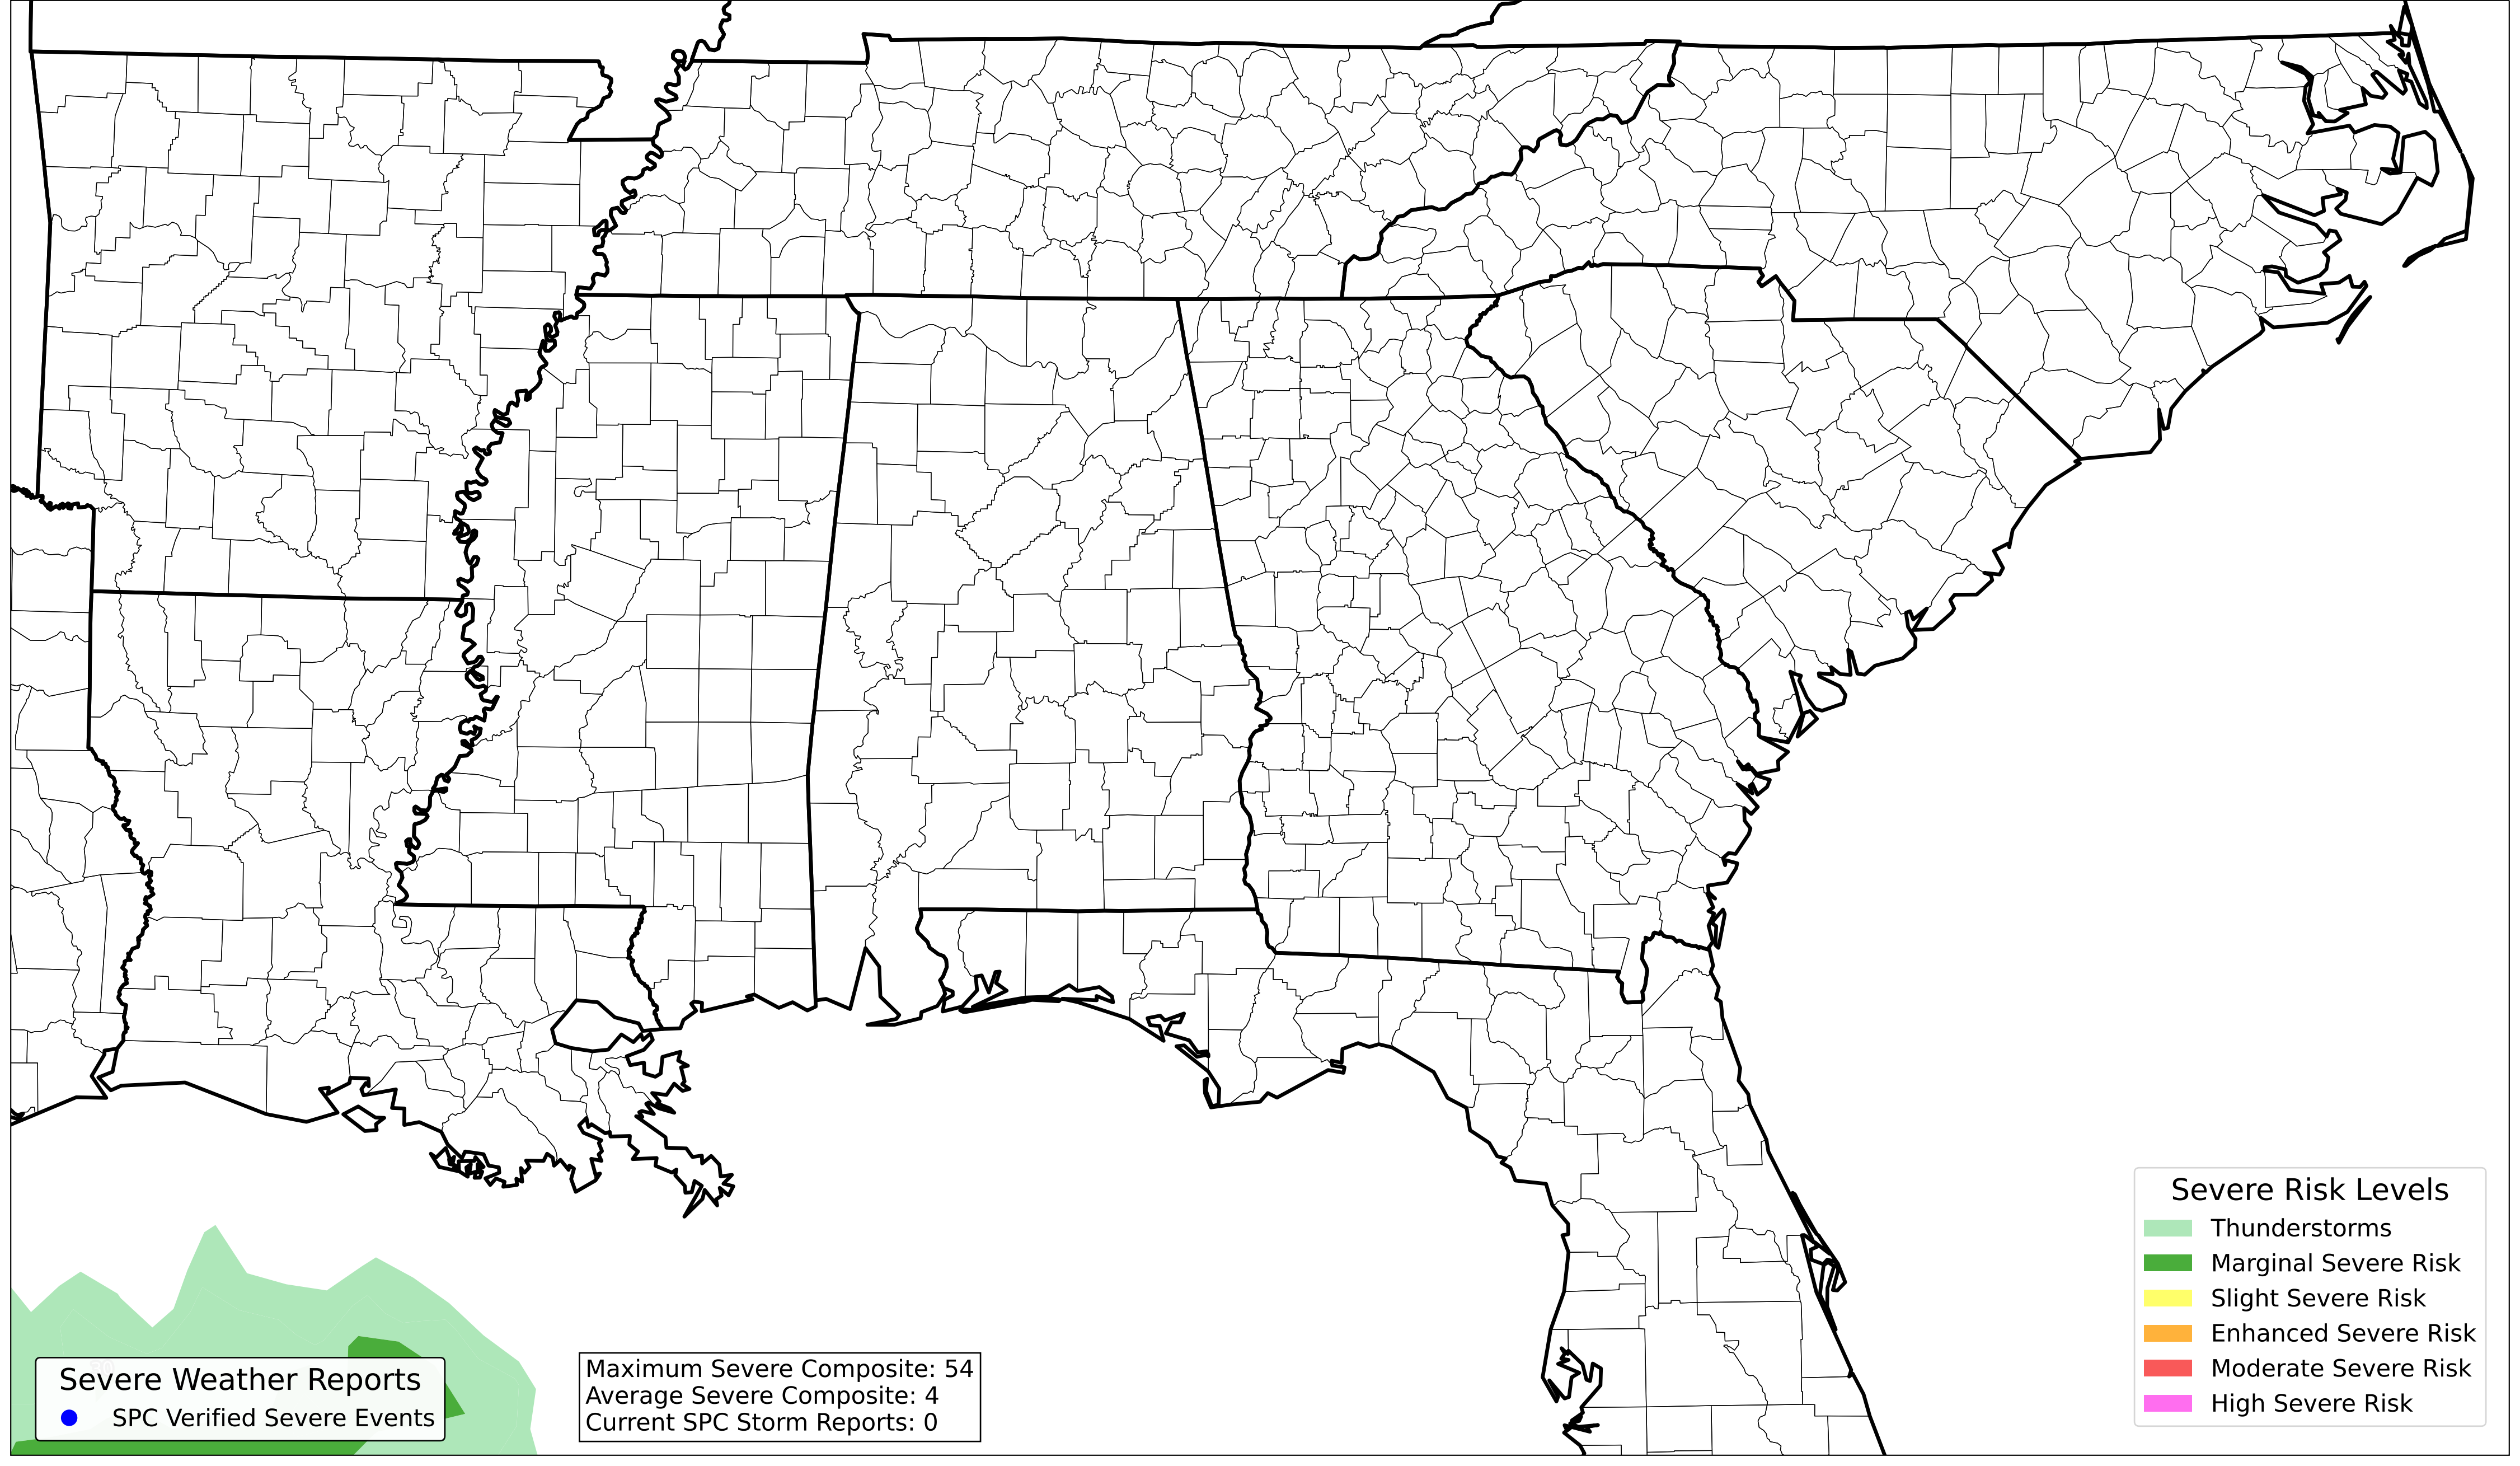 Severe Risk Levels
Thunderstorms
Marginal Severe Risk
Slight Severe Risk
Enhanced Severe Risk
Moderate Severe Risk
High Severe Risk
Severe Weather Reports
SPC Verified Severe Events
Maximum Severe Composite: 54
Average Severe Composite: 4
Current SPC Storm Reports: 0